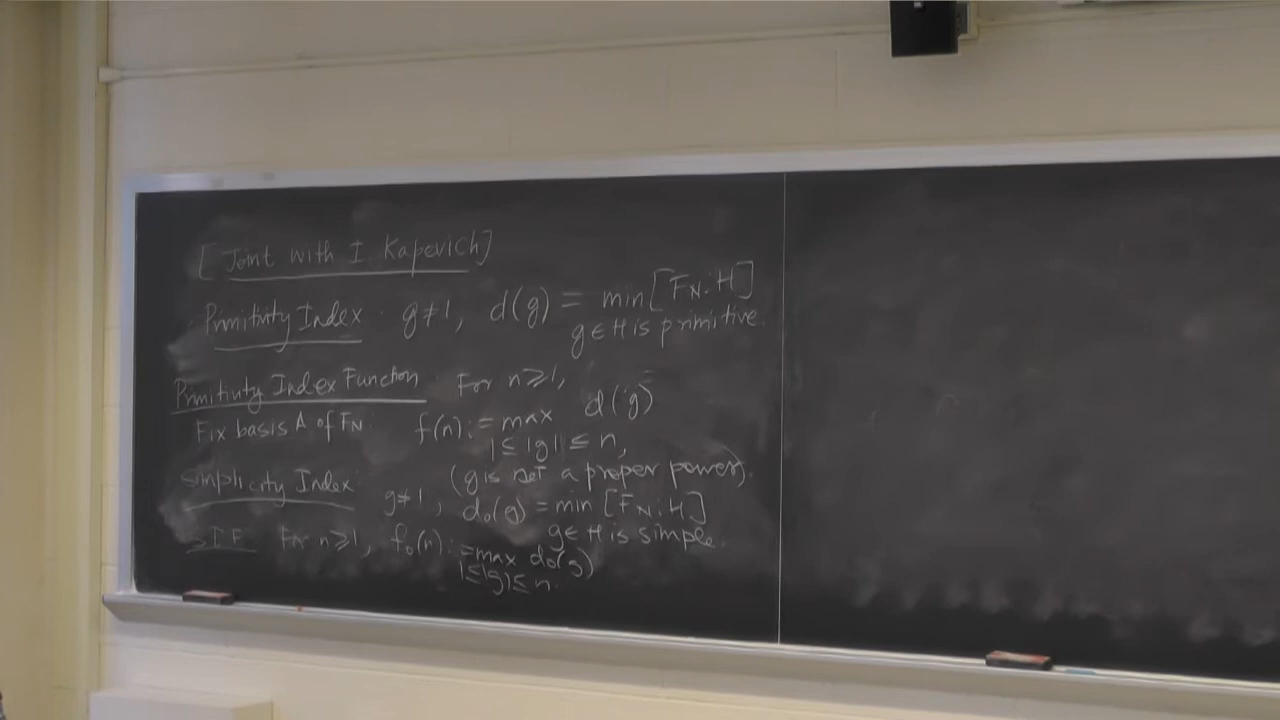 [Joint with I. Kapevich]
Primitivity Index. g≠1, d(g) = min [F_N : H]
g ∈ H is primitive.
Primitivity Index Function For n≥1,
Fix basis A of F_N. f(n) := max d(g)
1 ≤ |g| ≤ n,
(g is not a proper power).
Simplicity Index g≠1, d_0(g) = min [F_N : H]
g ∈ H is simple.
S.I.F. For n≥1, f_0(n) := max d_0(g)
1≤|g|≤n.